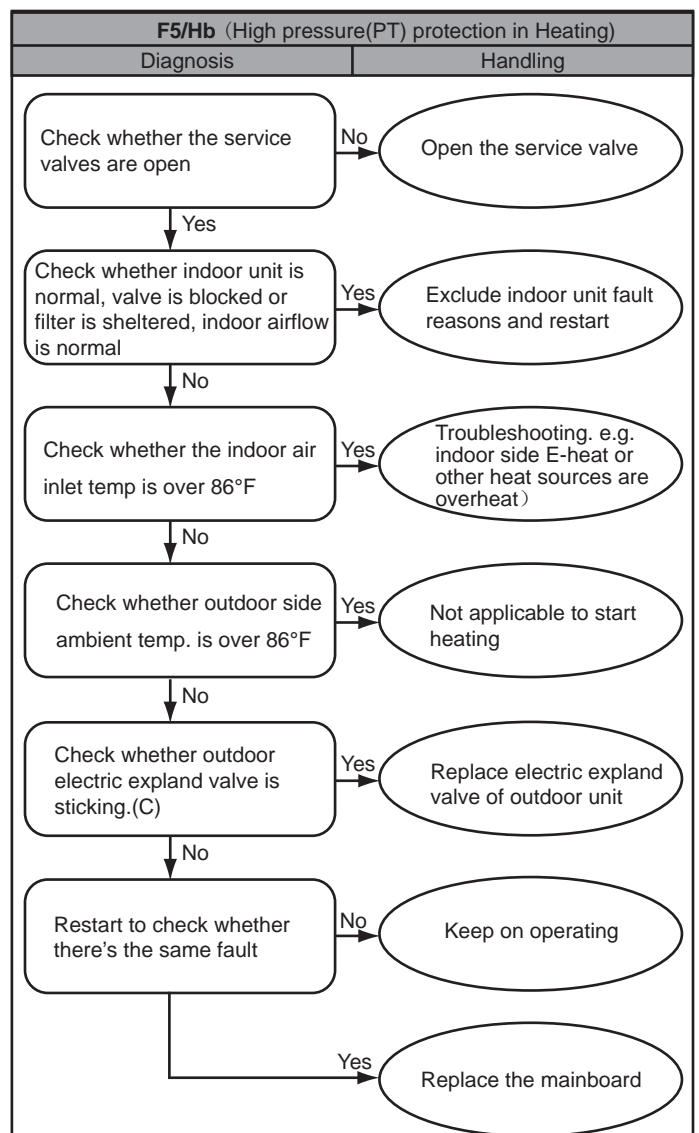 F5/Hb（High pressure(PT) protection in Heating)
Diagnosis
Handling
Check whether the service
valves are open
No
Open the service valve
Yes
Check whether indoor unit is
normal, valve is blocked or
filter is sheltered, indoor airflow
is normal
Yes
Exclude indoor unit fault
reasons and restart
No
Check whether the indoor air
inlet temp is over 86°F
Yes
Troubleshooting. e.g.
indoor side E-heat or
other heat sources are
overheat）
No
Check whether outdoor side
ambient temp. is over 86°F
Yes
Not applicable to start
heating
No
Check whether outdoor
electric expland valve is
sticking.(C)
Yes
Replace electric expland
valve of outdoor unit
No
Restart to check whether
there's the same fault
No
Keep on operating
Yes
Replace the mainboard